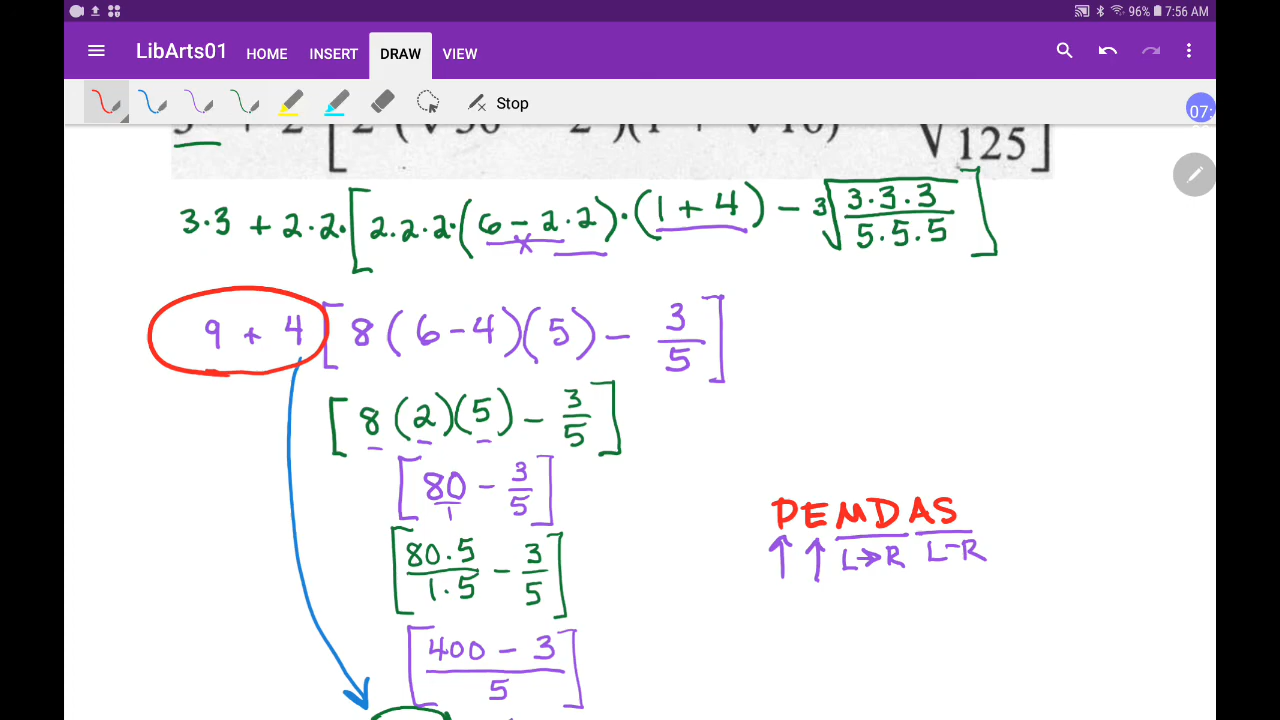 96% 7:56 AM
LibArts01 HOME INSERT DRAW VIEW
Stop
07:
125
3·3 + 2·2·[2·2·2·(6 - 2·2)·(1 + 4) - ∛(3·3·3/5·5·5)]
9 + 4 [8(6-4)(5) - 3/5]
[8(2)(5) - 3/5]
[80/1 - 3/5]
PEMDAS
L→R L-R
[80·5/1·5 - 3/5]
[400 - 3/5]